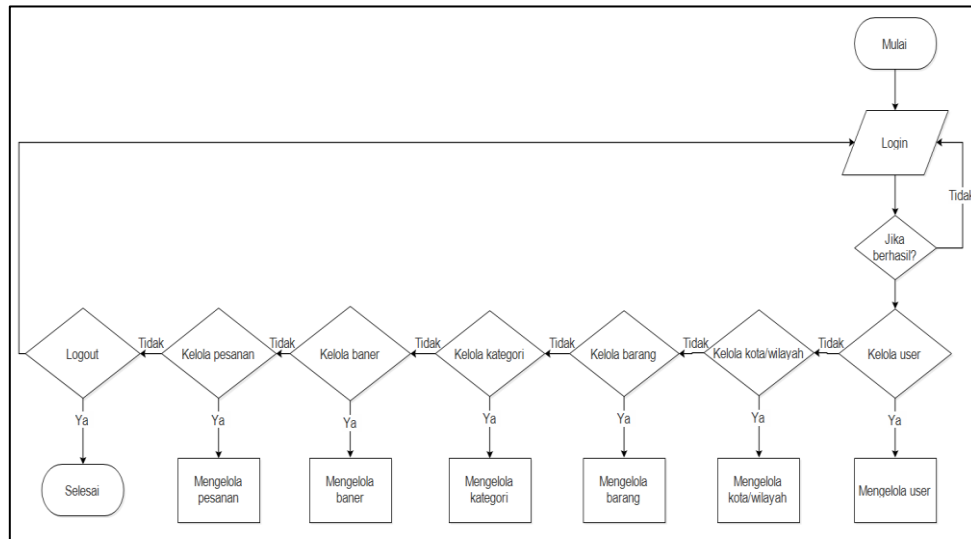 Mulai
Login
Tidak
Jika
berhasil?
Logout
Tidak
Kelola pesanan
Tidak
Kelola baner
Tidak
Kelola kategori
Tidak
Kelola barang
Tidak
Kelola kota/wilayah
Tidak
Kelola user
Ya
Ya
Ya
Ya
Ya
Ya
Ya
Selesai
Mengelola
pesanan
Mengelola
baner
Mengelola
kategori
Mengelola
barang
Mengelola
kota/wilayah
Mengelola user